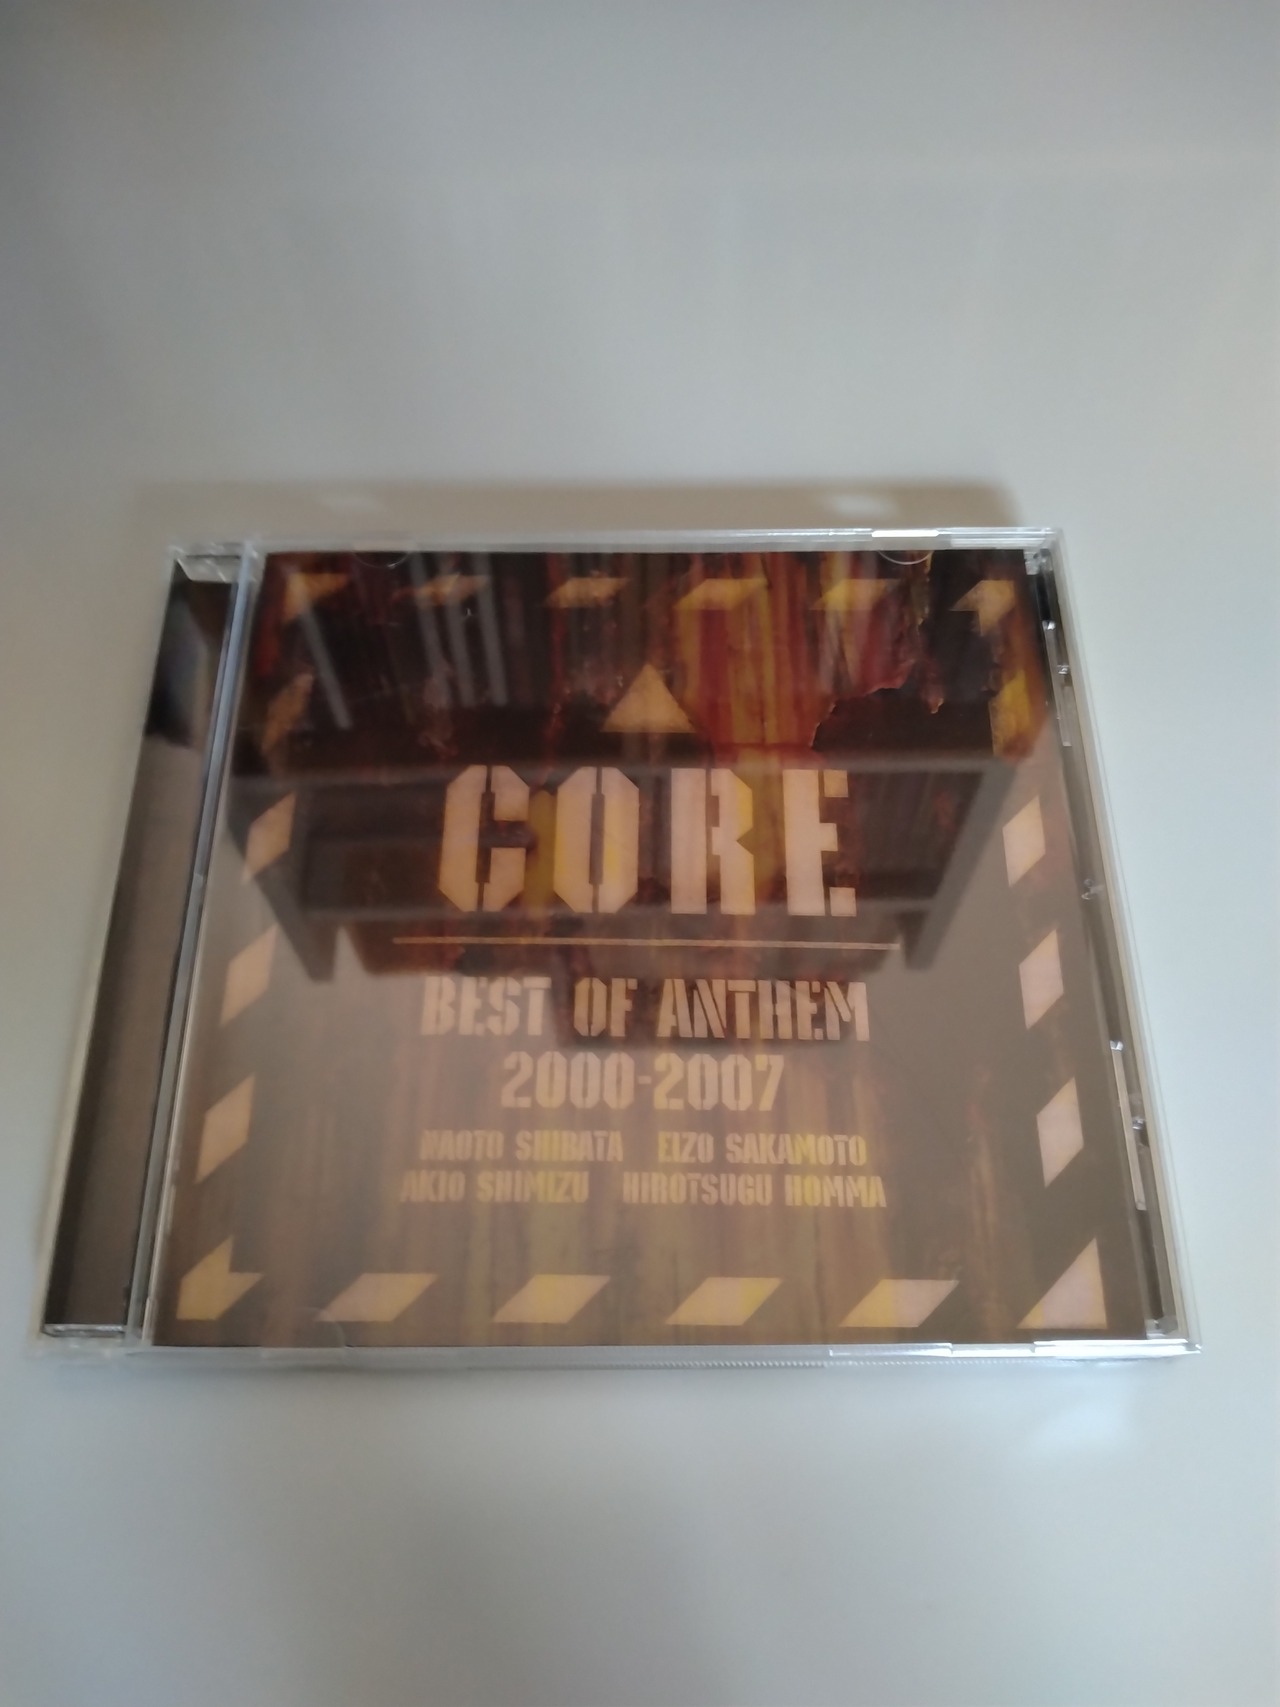 CORE
BEST OF ANTHEM
2000-2007
NAOTO SHIBATA EIZO SAKAMOTO
AKIO SHIMIZU HIROTSUGU HOMMA